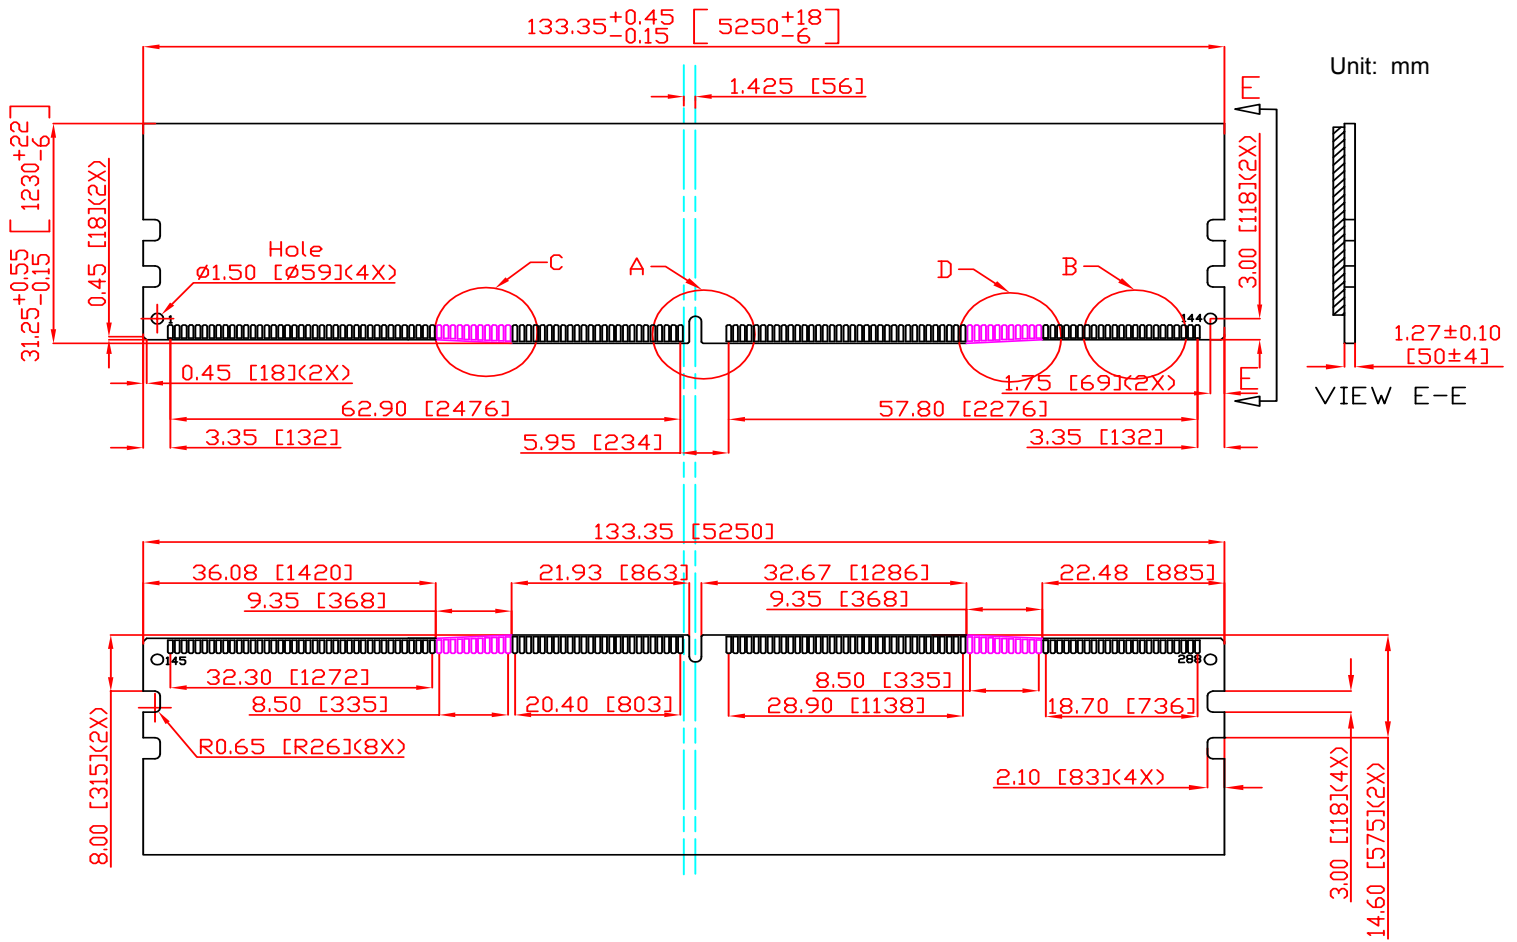 133.35+0.45 -0.15 [ 5250+18 -6 ]
Unit: mm
1.425 [56]
E
31.25+0.55 -0.15 [ 1230+22 -6 ]
0.45 [18](2X)
3.00 [118](2X)
Hole
Ø1.50 [Ø59](4X)
C
A
D
B
1
144
1.27±0.10
[50±4]
0.45 [18](2X)
1.75 [69](2X)
E
VIEW E-E
62.90 [2476]
57.80 [2276]
3.35 [132]
5.95 [234]
3.35 [132]
133.35 [5250]
36.08 [1420]
21.93 [863]
32.67 [1286]
22.48 [885]
9.35 [368]
9.35 [368]
145
288
32.30 [1272]
8.50 [335]
8.50 [335]
20.40 [803]
28.90 [1138]
18.70 [736]
8.00 [315](2X)
R0.65 [R26](8X)
2.10 [83](4X)
3.00 [118](4X)
14.60 [575](2X)